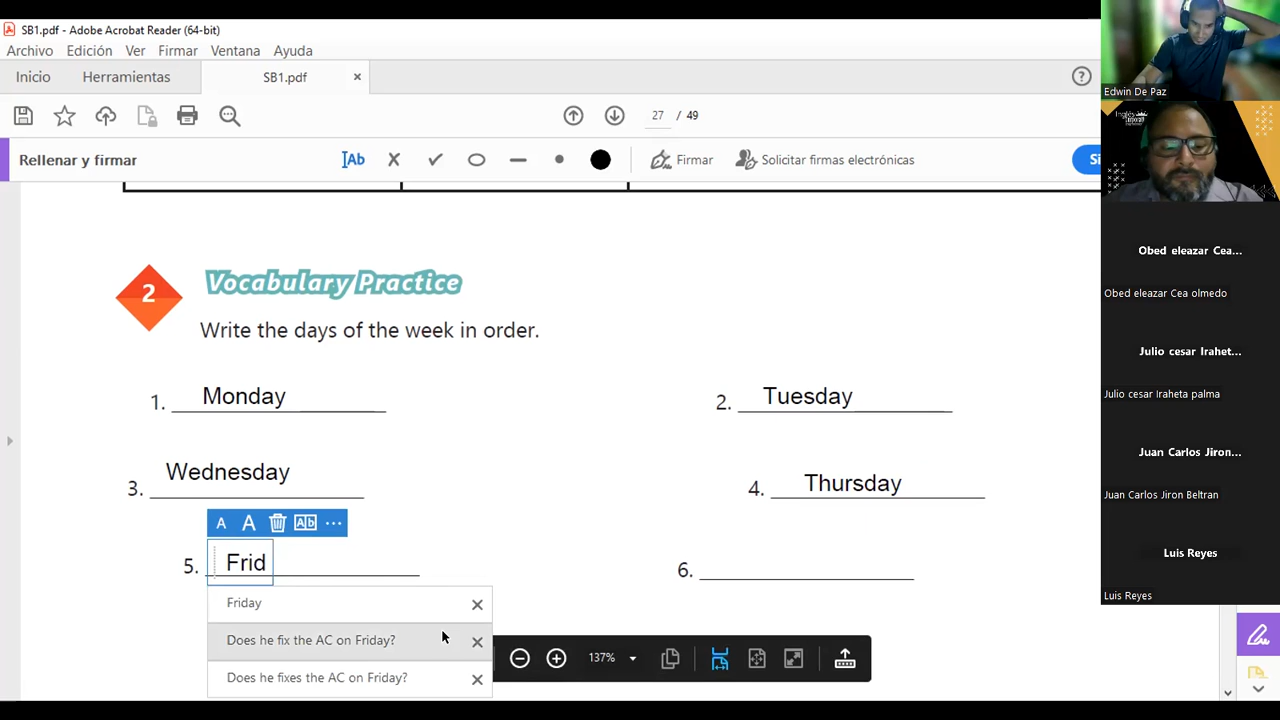 SB1.pdf - Adobe Acrobat Reader (64-bit)
Archivo Edición Ver Firmar Ventana Ayuda
Inicio Herramientas SB1.pdf
27 / 49
Rellenar y firmar
Ab Firmar Solicitar firmas electrónicas Si
2 Vocabulary Practice
Write the days of the week in order.
1. Monday
2. Tuesday
3. Wednesday
4. Thursday
A A Ab ...
5. Frid
6.
Friday
Does he fix the AC on Friday?
Does he fixes the AC on Friday?
137%
Edwin De Paz
Inglés
Obed eleazar Cea...
Obed eleazar Cea olmedo
Julio cesar Irahet...
Julio cesar Iraheta palma
Juan Carlos Jiron...
Juan Carlos Jiron Beltran
Luis Reyes
Luis Reyes